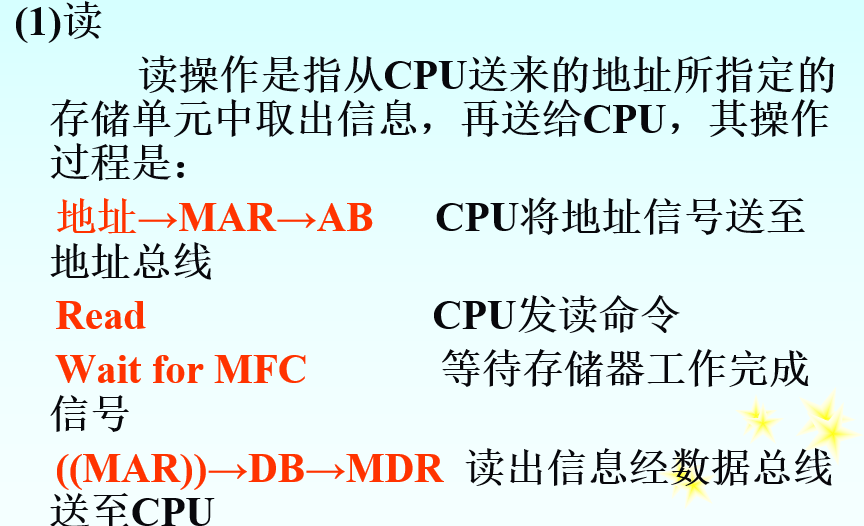 (1)读
读操作是指从CPU送来的地址所指定的
存储单元中取出信息，再送给CPU，其操作
过程是：
地址→MAR→AB CPU将地址信号送至
地址总线
Read CPU发读命令
Wait for MFC 等待存储器工作完成
信号
((MAR))→DB→MDR 读出信息经数据总线
送至CPU